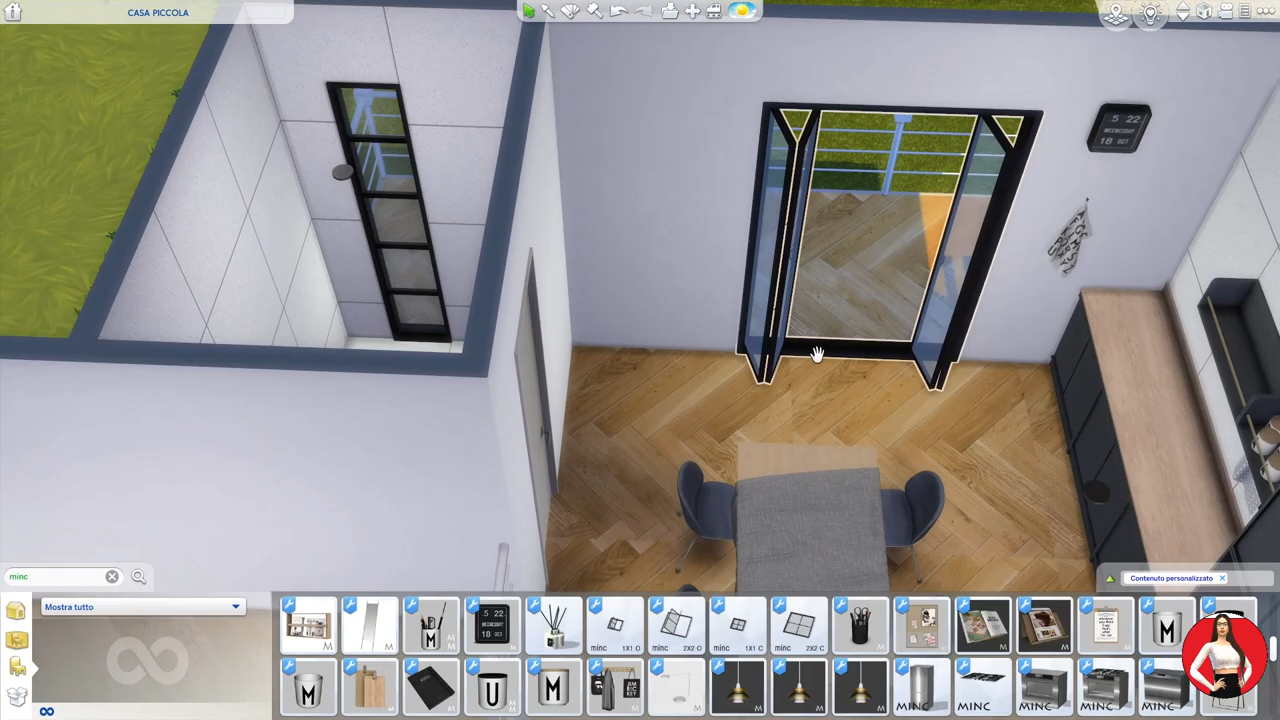 CASA PICCOLA
5 22
WEDNESDAY
18 OCT
minc
Contenuto personalizzato
Mostra tutto
M
M
M
M
5 22
WEDNESDAY
18 OCT
M
M
minc 1X1 O
minc 2X2 O
minc 1X1 C
minc 2X2 C
M
M
M
M
M
M
M
M
M
U
M
M
M
M
M
MINC
MINC
MINC
MINC
MINC